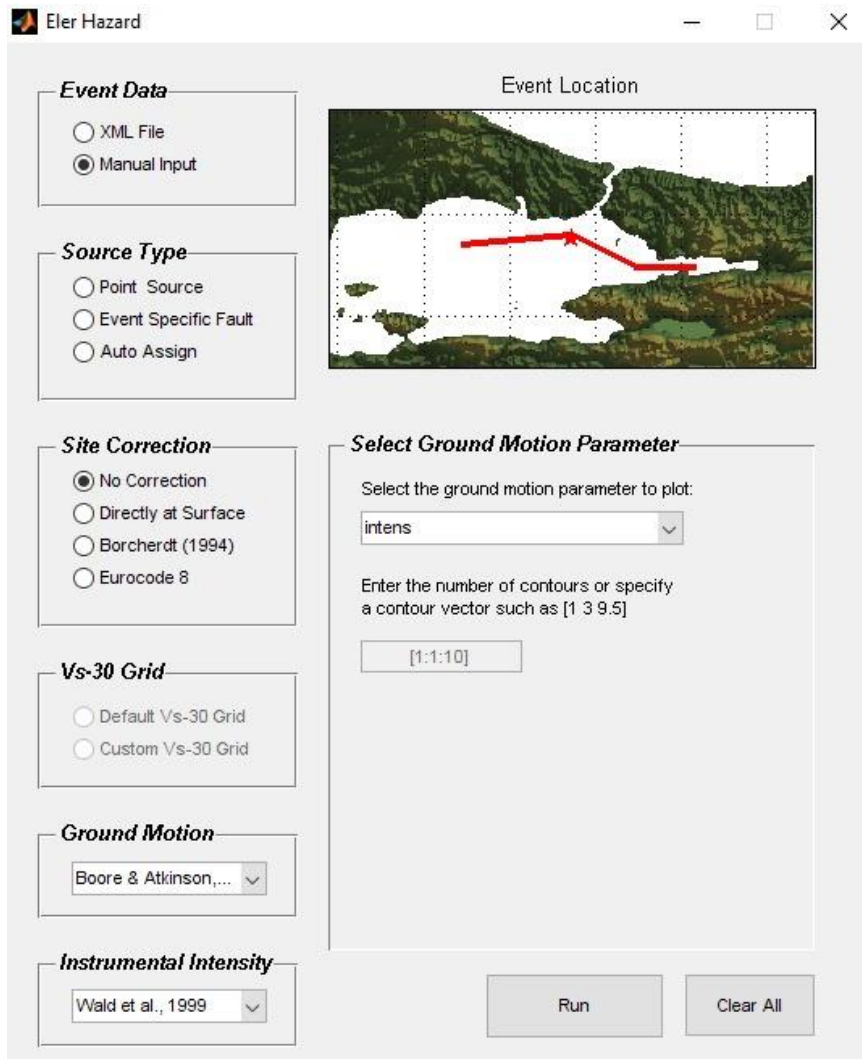 Eler Hazard
Event Data
XML File
Manual Input
Source Type
Point Source
Event Specific Fault
Auto Assign
Site Correction
No Correction
Directly at Surface
Borcherdt (1994)
Eurocode 8
Vs-30 Grid
Default Vs-30 Grid
Custom Vs-30 Grid
Ground Motion
Boore & Atkinson,...
Instrumental Intensity
Wald et al., 1999
Event Location
Select Ground Motion Parameter
Select the ground motion parameter to plot:
intens
Enter the number of contours or specify
a contour vector such as [1 3 9.5]
[1:1:10]
Run
Clear All